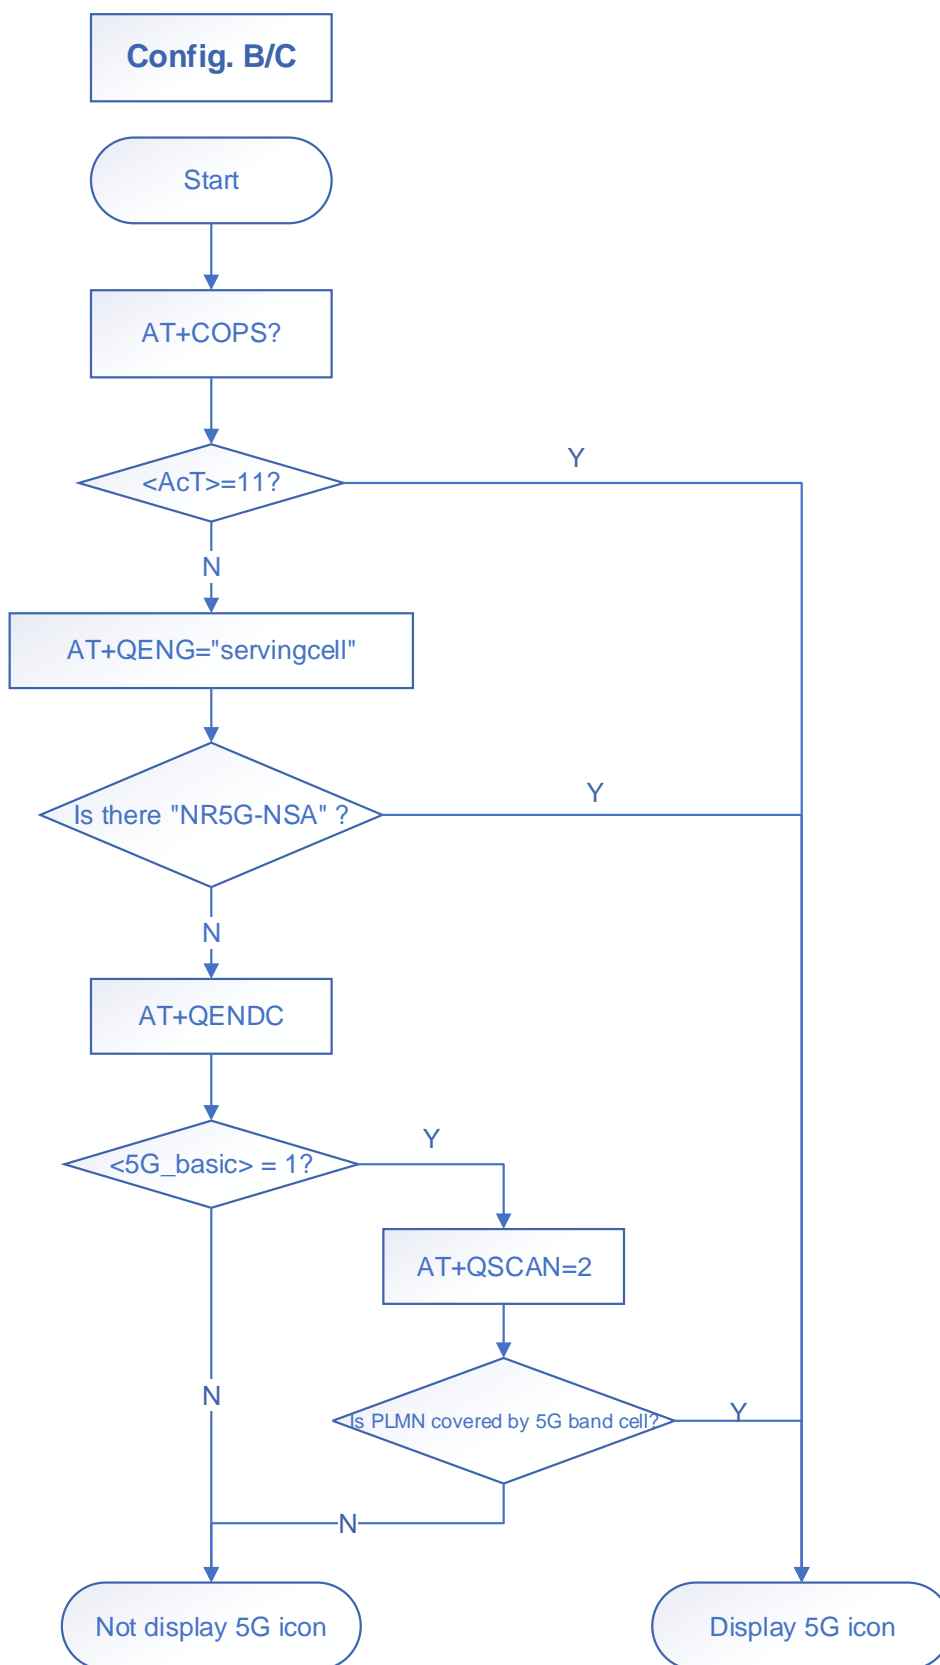 Config. B/C
Start
AT+COPS?
<AcT>=11?
Y
N
AT+QENG="servingcell"
Is there "NR5G-NSA" ?
Y
N
AT+QENDC
<5G_basic> = 1?
Y
AT+QSCAN=2
N
Is PLMN covered by 5G band cell?
Y
N
Not display 5G icon
Display 5G icon